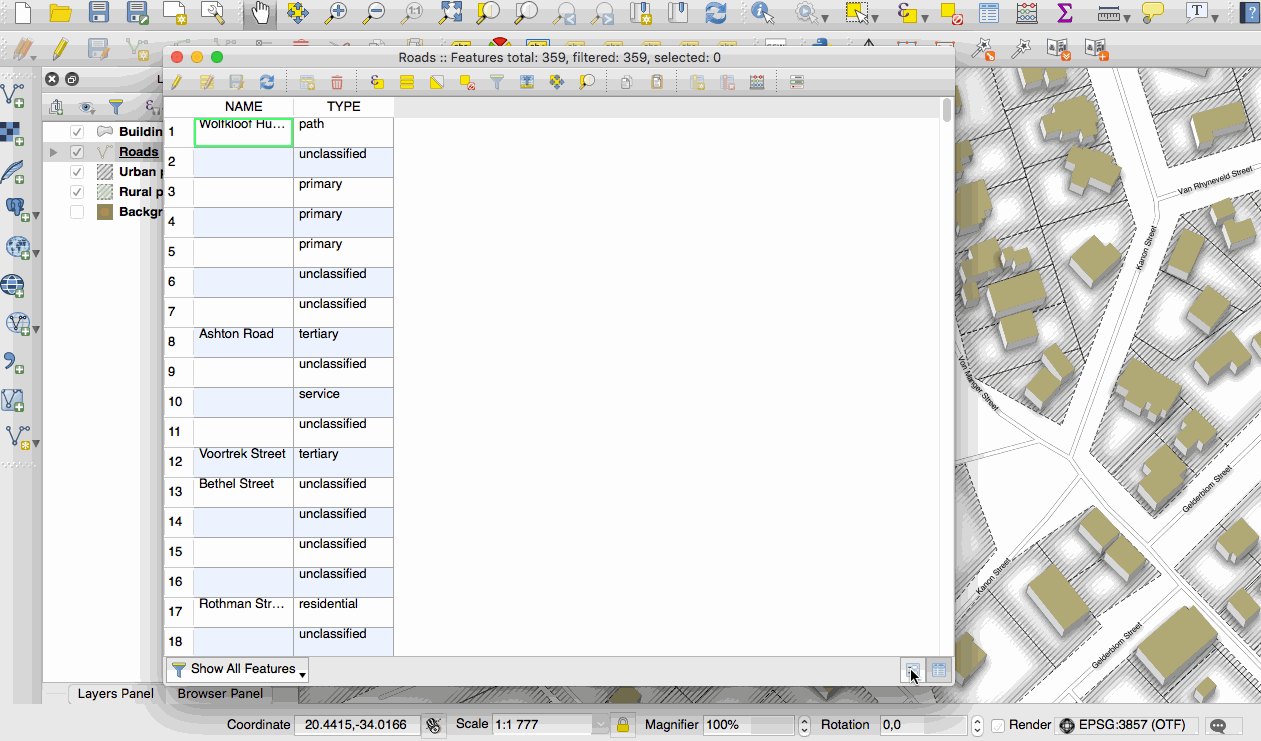 1:1
Σ
T
?
Roads :: Features total: 359, filtered: 359, selected: 0
NAME TYPE
1 Wolfkloof Hu... path
2 unclassified
3 primary
4 primary
5 primary
6 unclassified
7 unclassified
8 Ashton Road tertiary
9 unclassified
10 service
11 unclassified
12 Voortrek Street tertiary
13 Bethel Street unclassified
14 unclassified
15 unclassified
16 unclassified
17 Rothman Str... residential
18 unclassified
Show All Features
L
Buildin
Roads
Urban p
Rural p
Backgr
Van Rhyneveld Street
Kanon Street
Von Manger Street
Gelderblom Street
Kanon Street
Gelderblom Street
Layers Panel Browser Panel
Coordinate 20.4415,-34.0166 Scale 1:1 777 Magnifier 100% Rotation 0,0 Render EPSG:3857 (OTF)